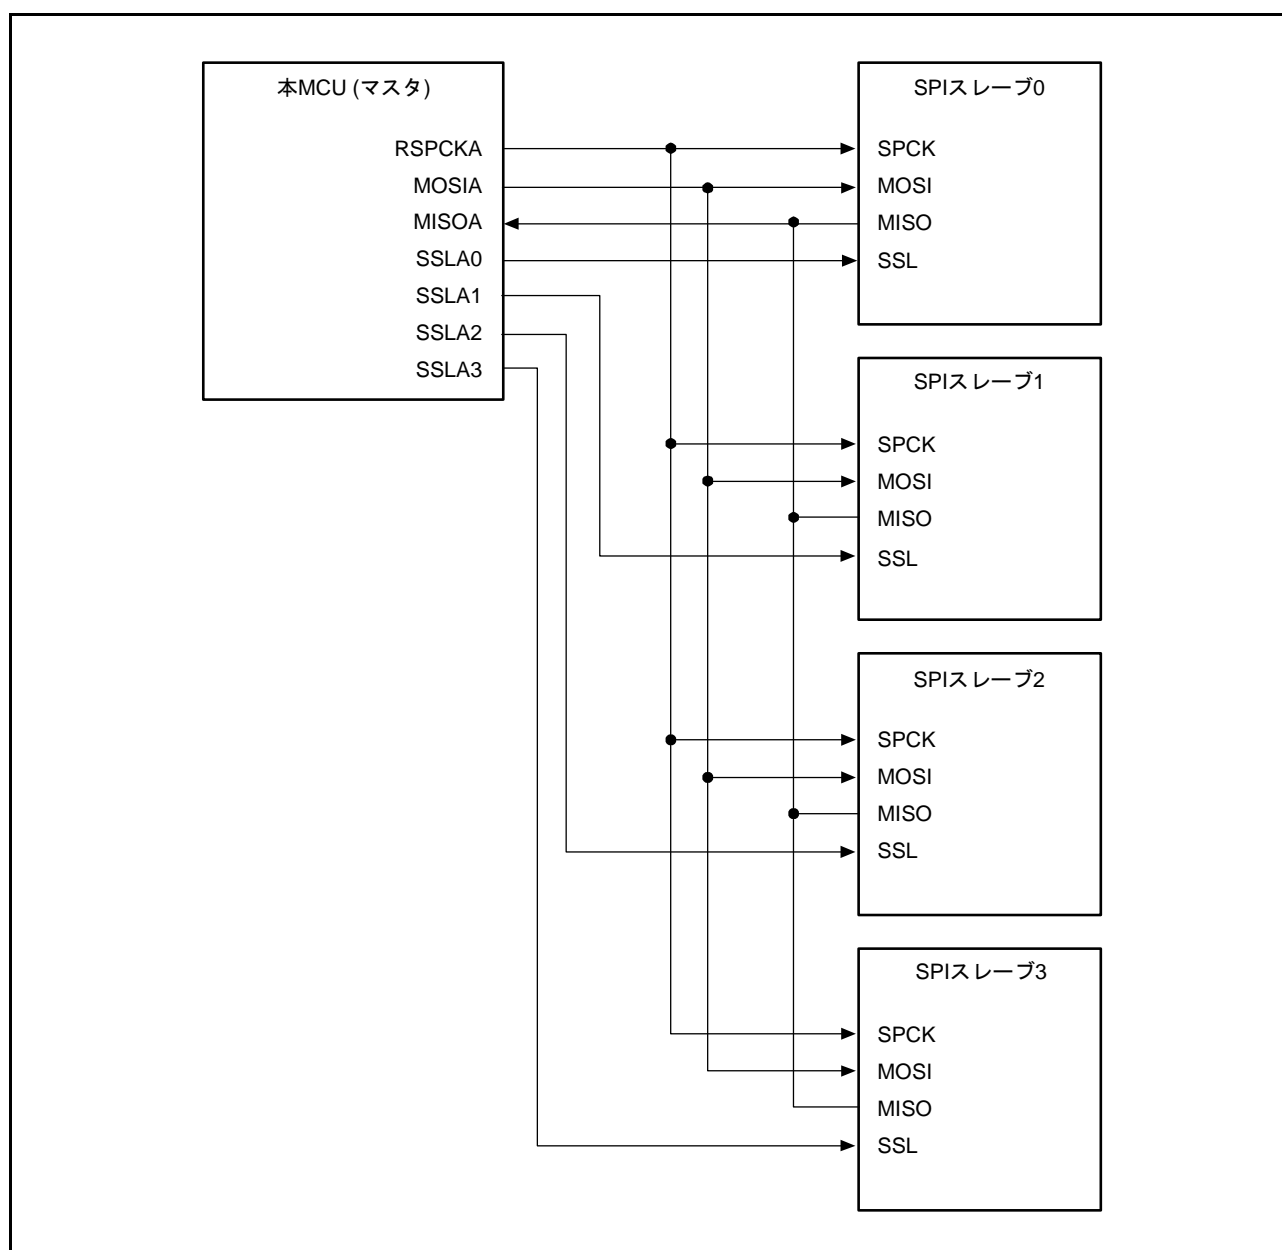 本MCU (マスタ)
RSPCKA
MOSIA
MISOA
SSLA0
SSLA1
SSLA2
SSLA3
SPIスレーブ0
SPCK
MOSI
MISO
SSL
SPIスレーブ1
SPCK
MOSI
MISO
SSL
SPIスレーブ2
SPCK
MOSI
MISO
SSL
SPIスレーブ3
SPCK
MOSI
MISO
SSL